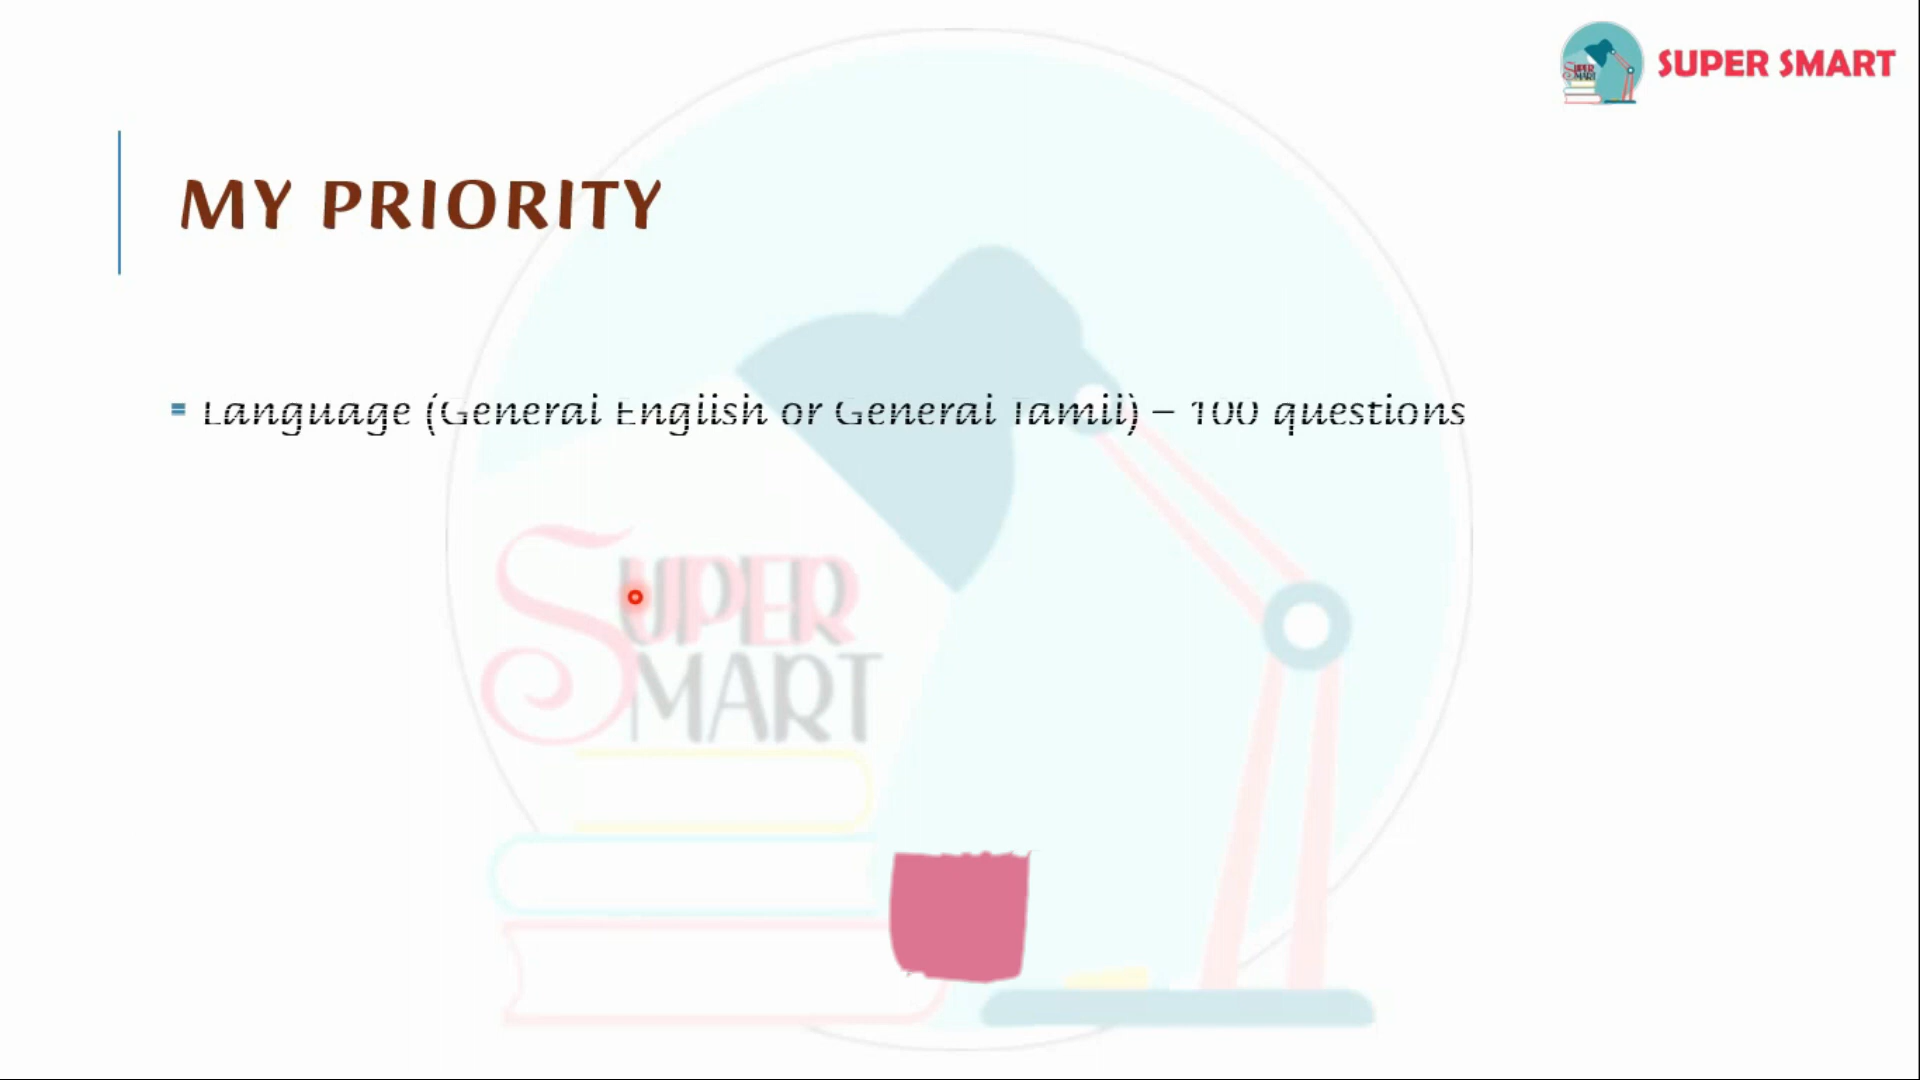 SUPER SMART
MY PRIORITY
Language (General English or General Tamil) – 100 questions
SUPER
SMART